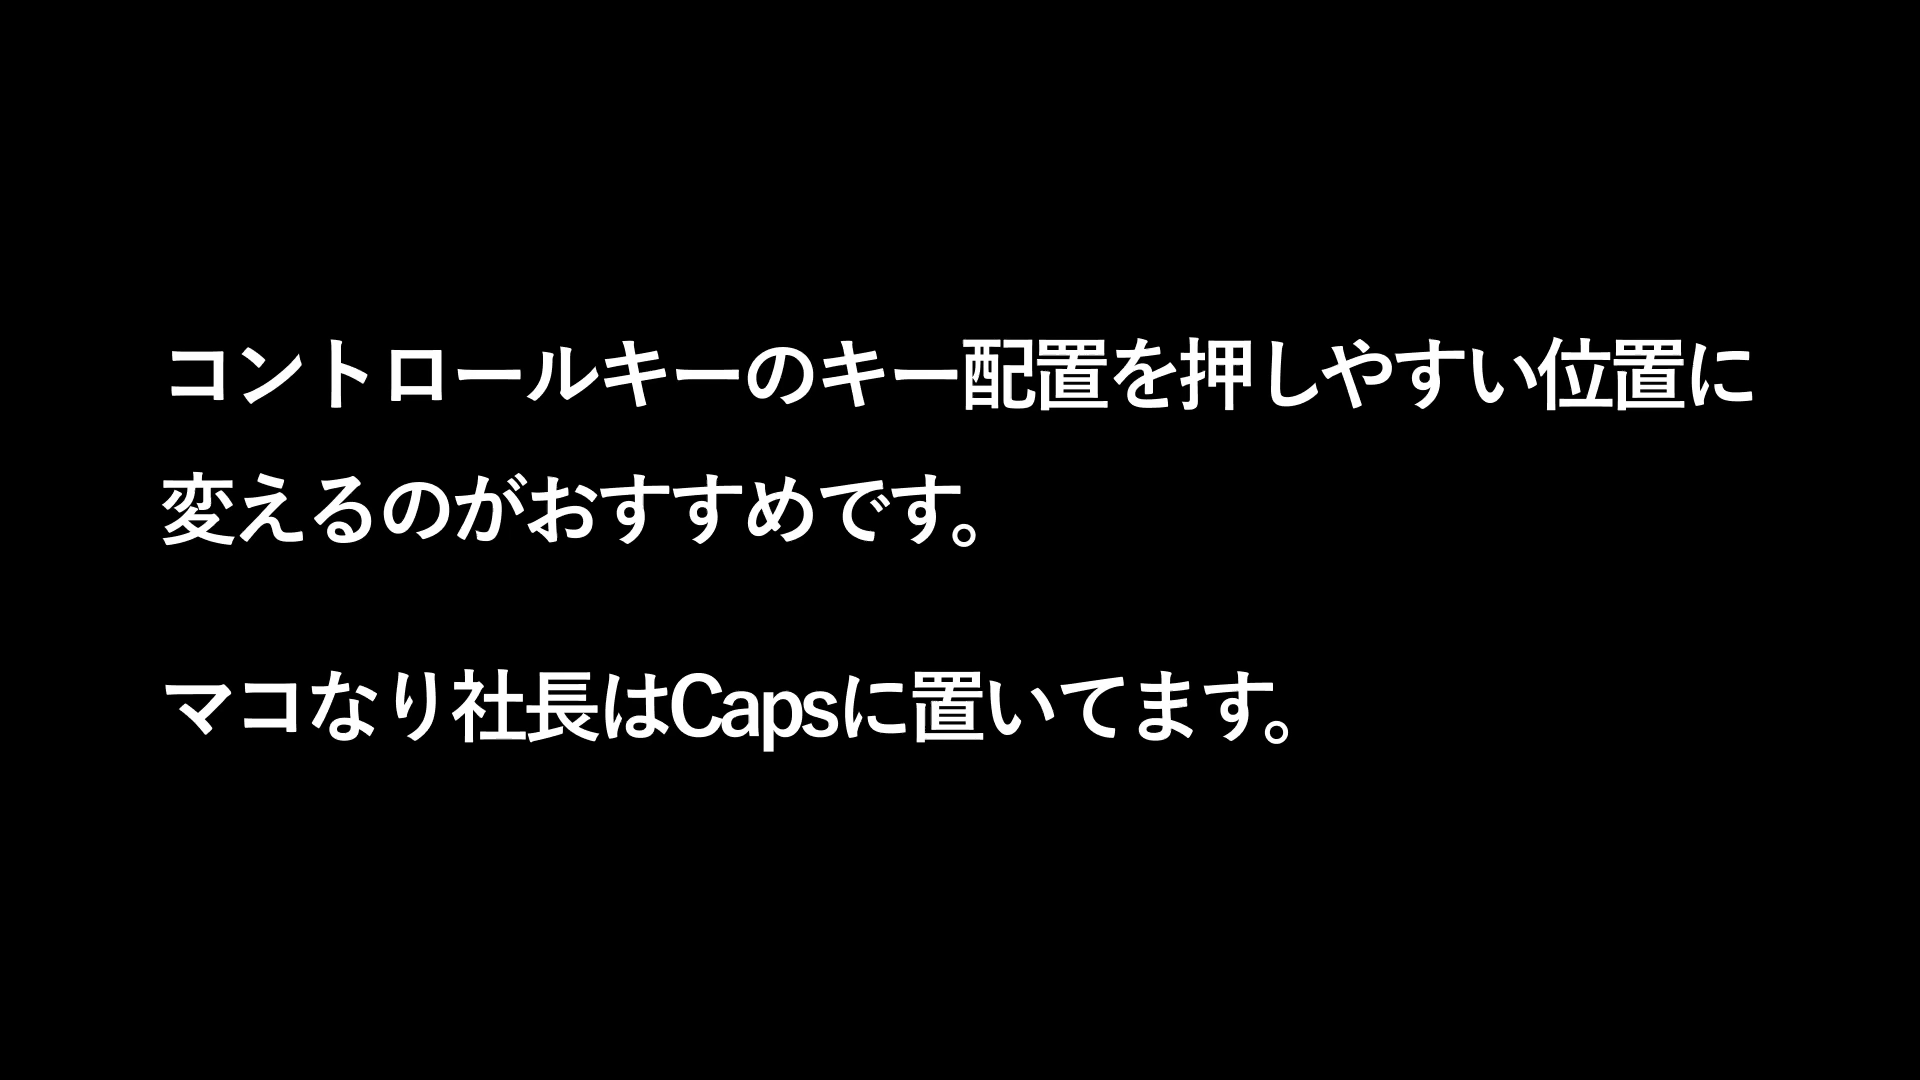 コントロールキーのキー配置を押しやすい位置に
変えるのがおすすめです。
マコなり社長はCapsに置いてます。